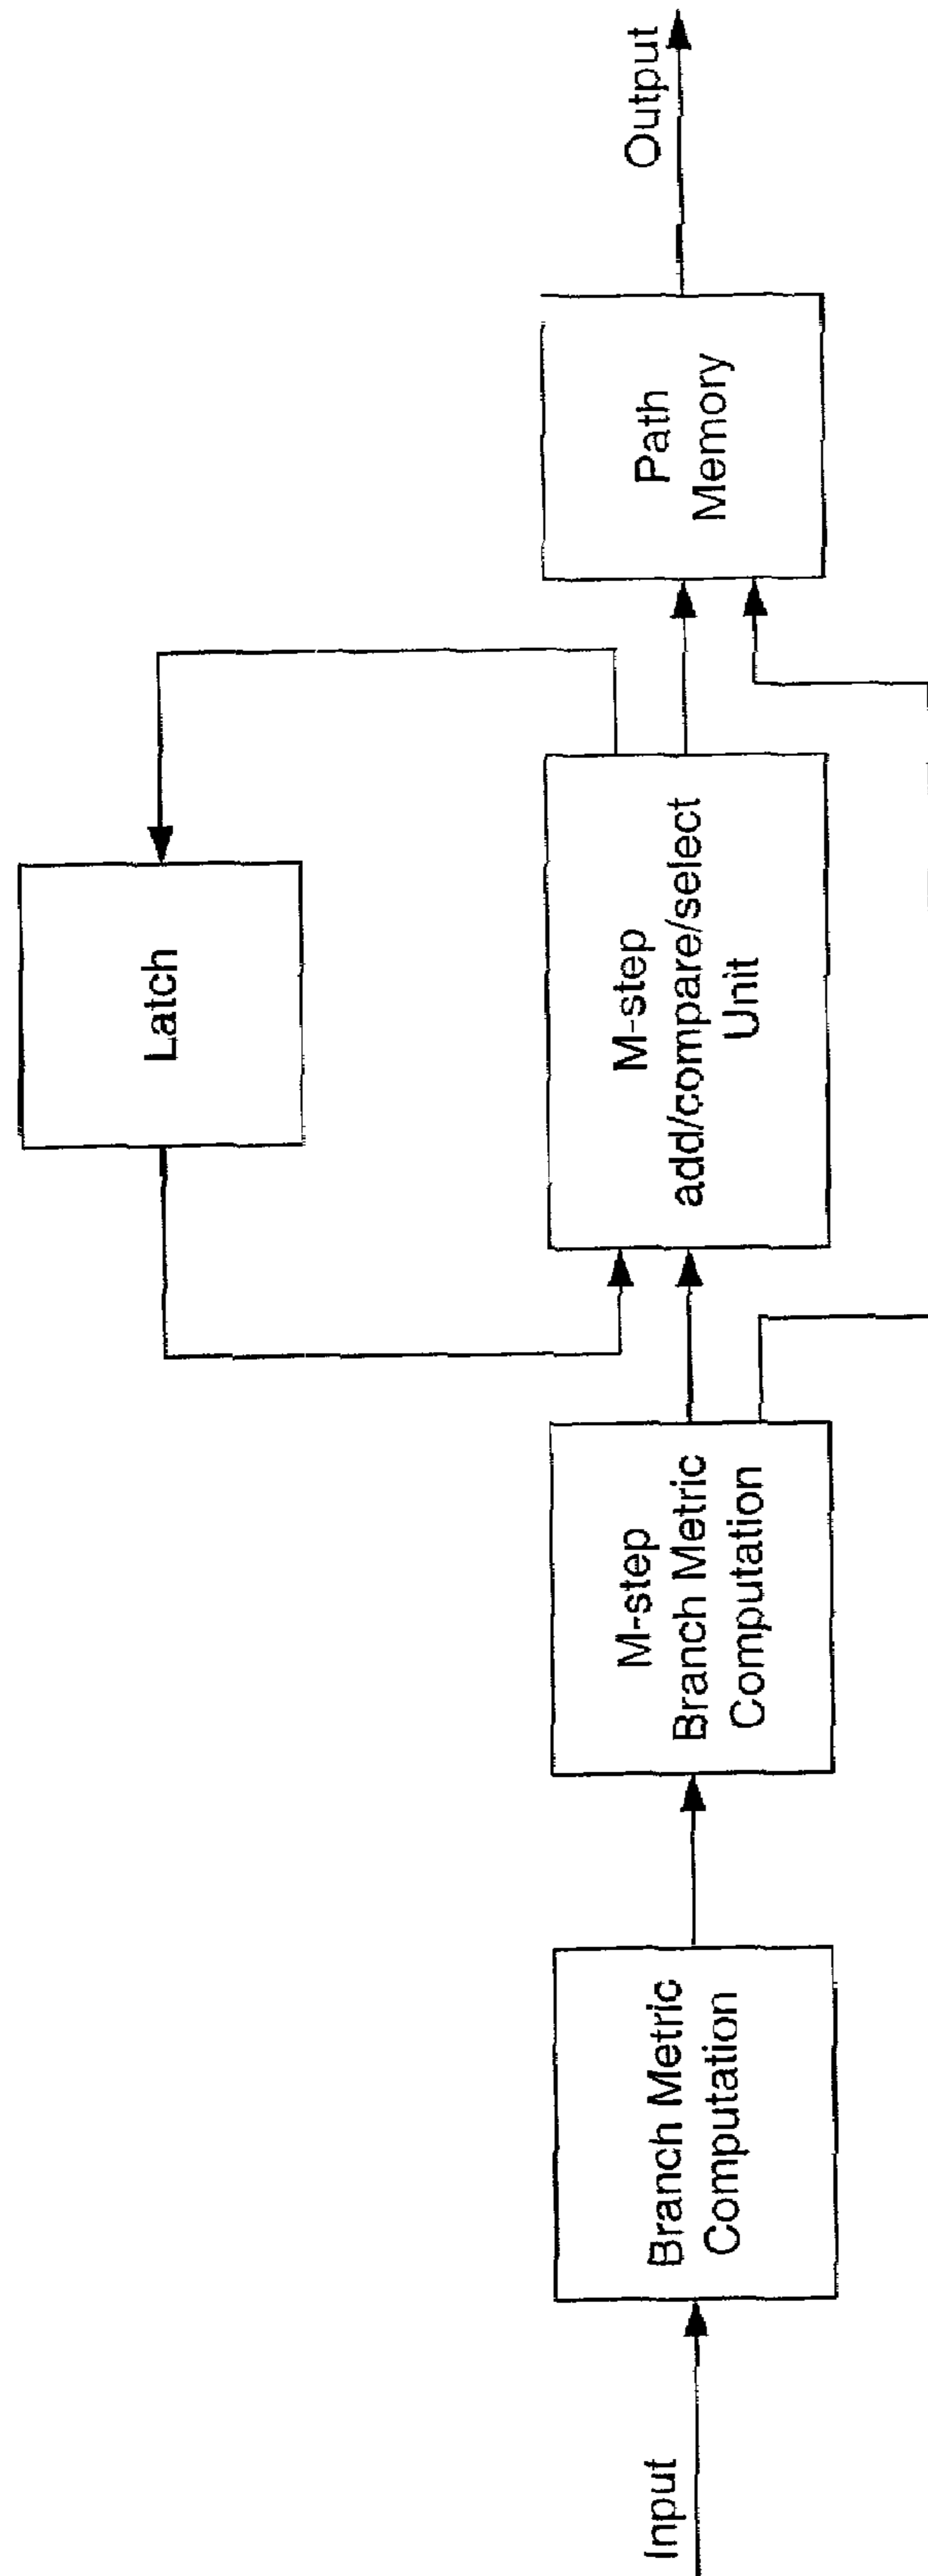 Input
Branch Metric
Computation
M-step
Branch Metric
Computation
Latch
M-step
add/compare/select
Unit
Path
Memory
Output